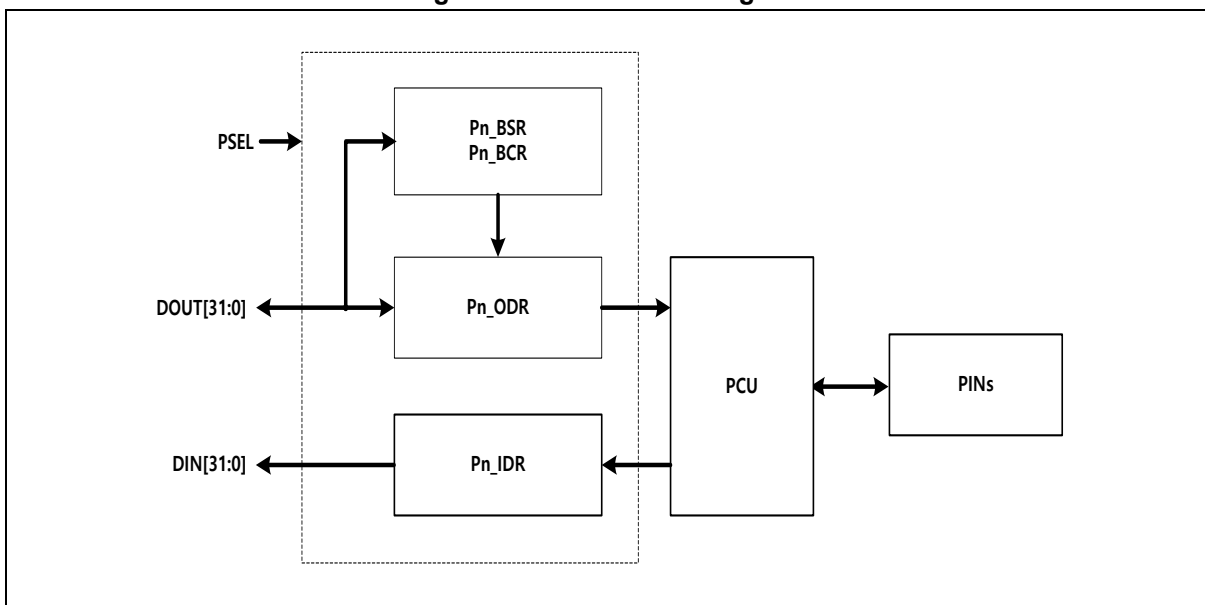 PSEL
Pn_BSR
Pn_BCR
DOUT[31:0]
Pn_ODR
PCU
PINs
DIN[31:0]
Pn_IDR